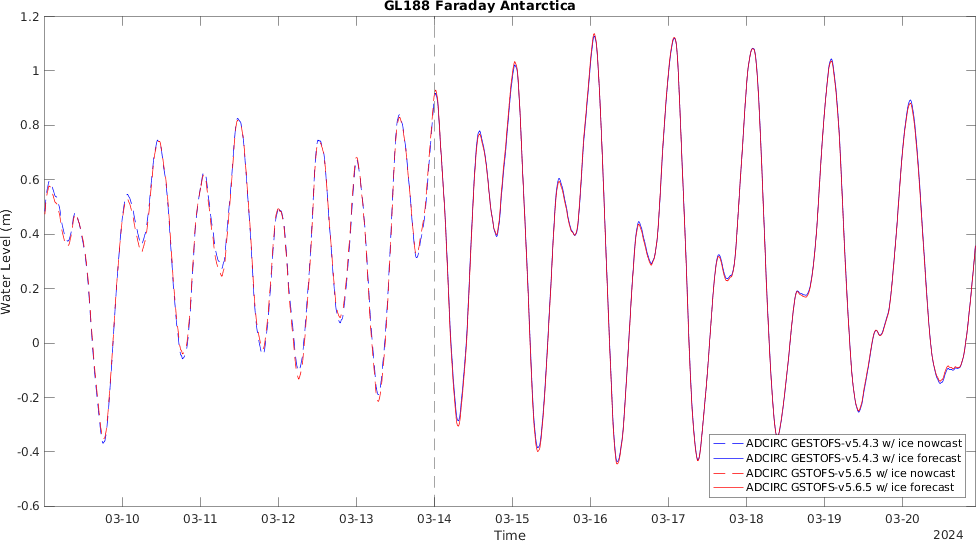 GL188 Faraday Antarctica
Water Level (m)
1.2
1
0.8
0.6
0.4
0.2
0
-0.2
-0.4
-0.6
ADCIRC GESTOFS-v5.4.3 w/ ice nowcast
ADCIRC GESTOFS-v5.4.3 w/ ice forecast
ADCIRC GSTOFS-v5.6.5 w/ ice nowcast
ADCIRC GSTOFS-v5.6.5 w/ ice forecast
03-10 03-11 03-12 03-13 03-14 03-15 03-16 03-17 03-18 03-19 03-20
Time
2024